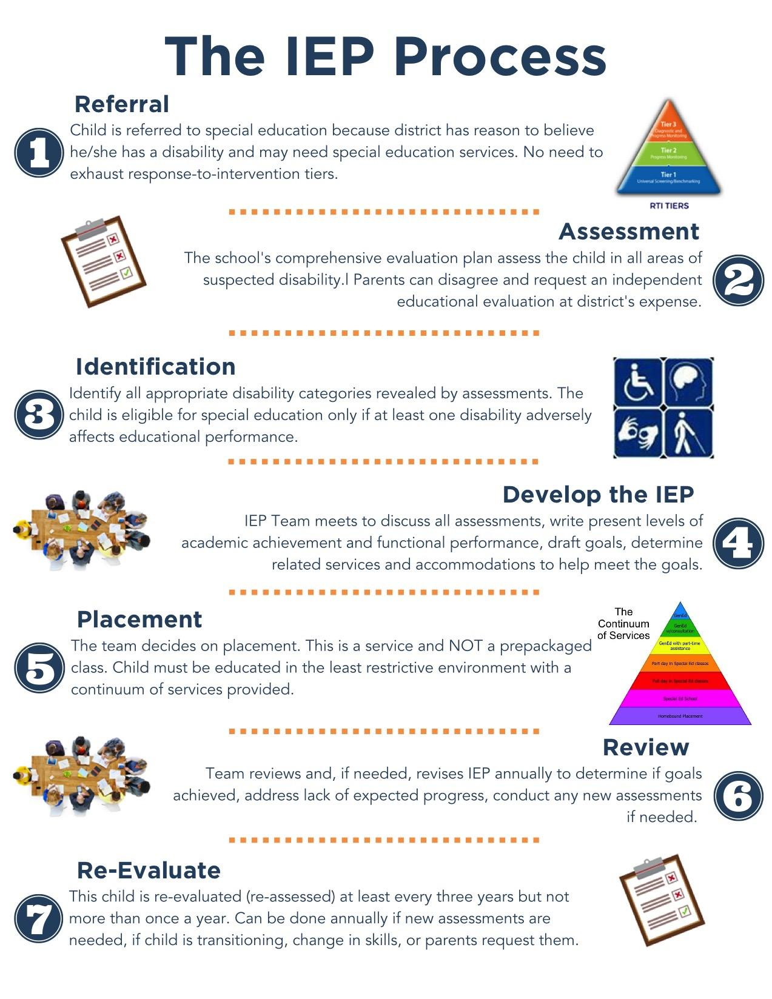 The IEP Process
Referral
1
Child is referred to special education because district has reason to believe
he/she has a disability and may need special education services. No need to
exhaust response-to-intervention tiers.
Tier 3
Diagnostic and
Progress Monitoring
Tier 2
Progress Monitoring
Tier 1
Universal Screening/Benchmarking
RTI TIERS
Assessment
The school's comprehensive evaluation plan assess the child in all areas of
suspected disability.l Parents can disagree and request an independent
educational evaluation at district's expense.
2
Identification
3
Identify all appropriate disability categories revealed by assessments. The
child is eligible for special education only if at least one disability adversely
affects educational performance.
Develop the IEP
IEP Team meets to discuss all assessments, write present levels of
academic achievement and functional performance, draft goals, determine
related services and accommodations to help meet the goals.
4
Placement
5
The team decides on placement. This is a service and NOT a prepackaged
class. Child must be educated in the least restrictive environment with a
continuum of services provided.
The
Continuum
of Services
GenEd
GenEd
w/consultation
GenEd with part-time
assistance
Part day in Special Ed classes
Full day in Special Ed classes
Special Ed School
Homebound Placement
Review
Team reviews and, if needed, revises IEP annually to determine if goals
achieved, address lack of expected progress, conduct any new assessments
if needed.
6
Re-Evaluate
7
This child is re-evaluated (re-assessed) at least every three years but not
more than once a year. Can be done annually if new assessments are
needed, if child is transitioning, change in skills, or parents request them.